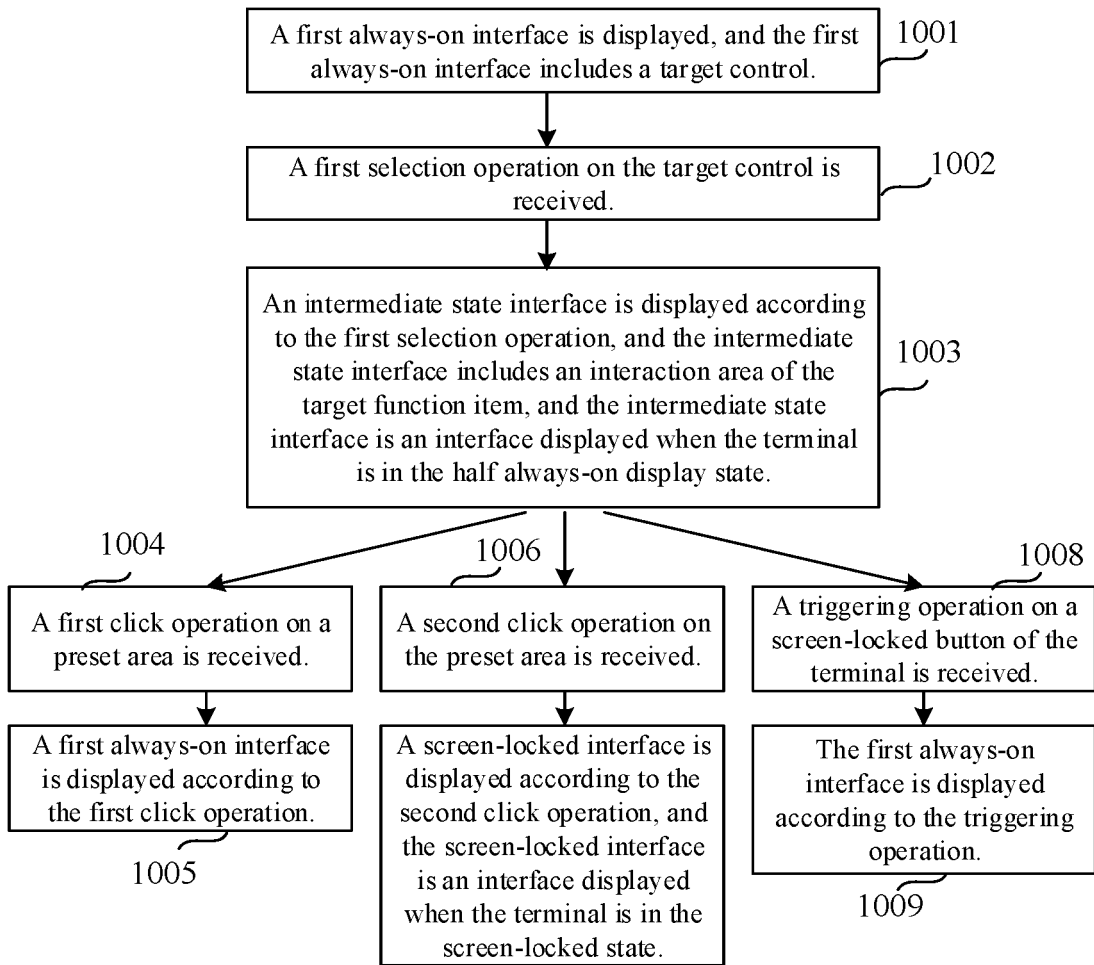 A first always-on interface is displayed, and the first
always-on interface includes a target control.
1001
A first selection operation on the target control is
received.
1002
An intermediate state interface is displayed according
to the first selection operation, and the intermediate
state interface includes an interaction area of the
target function item, and the intermediate state
interface is an interface displayed when the terminal
is in the half always-on display state.
1003
1004
A first click operation on a
preset area is received.
A first always-on interface
is displayed according to
the first click operation.
1005
1006
A second click operation on
the preset area is received.
A screen-locked interface is
displayed according to the
second click operation, and
the screen-locked interface
is an interface displayed
when the terminal is in the
screen-locked state.
1008
A triggering operation on a
screen-locked button of the
terminal is received.
The first always-on
interface is displayed
according to the triggering
operation.
1009